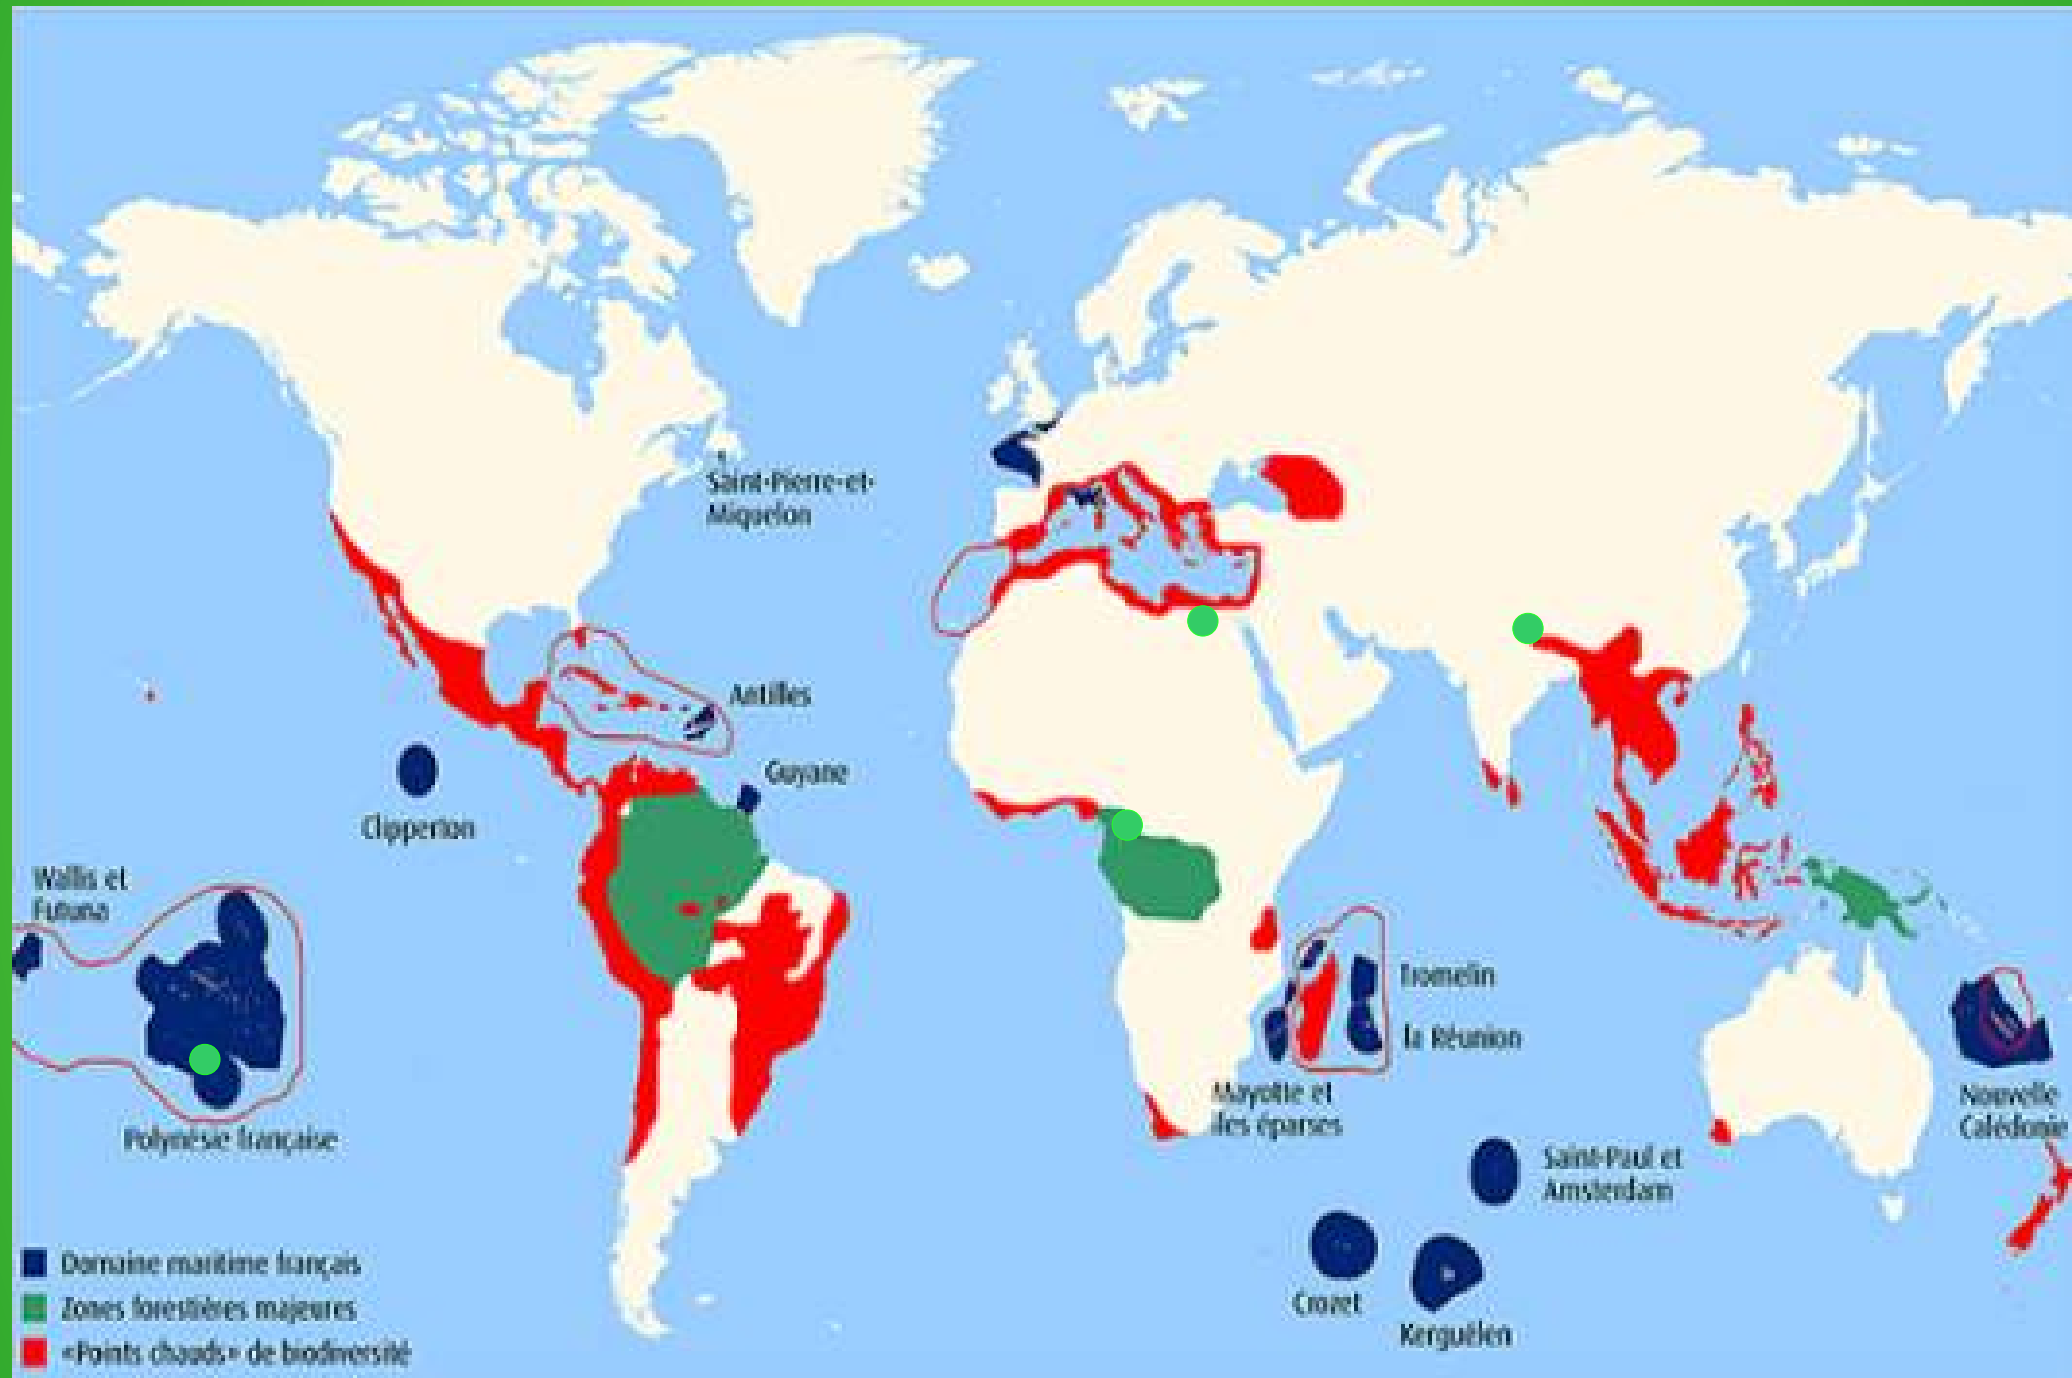 Saint-Pierre-et-
Miquelon
Antilles
Guyane
Clipperton
Wallis et
Futuna
Tromelin
la Réunion
Mayotte et
îles éparses
Polynésie française
Nouvelle
Calédonie
Saint-Paul et
Amsterdam
Crozet
Kerguélen
Domaine maritime français
Zones forestières majeures
«Points chauds» de biodiversité